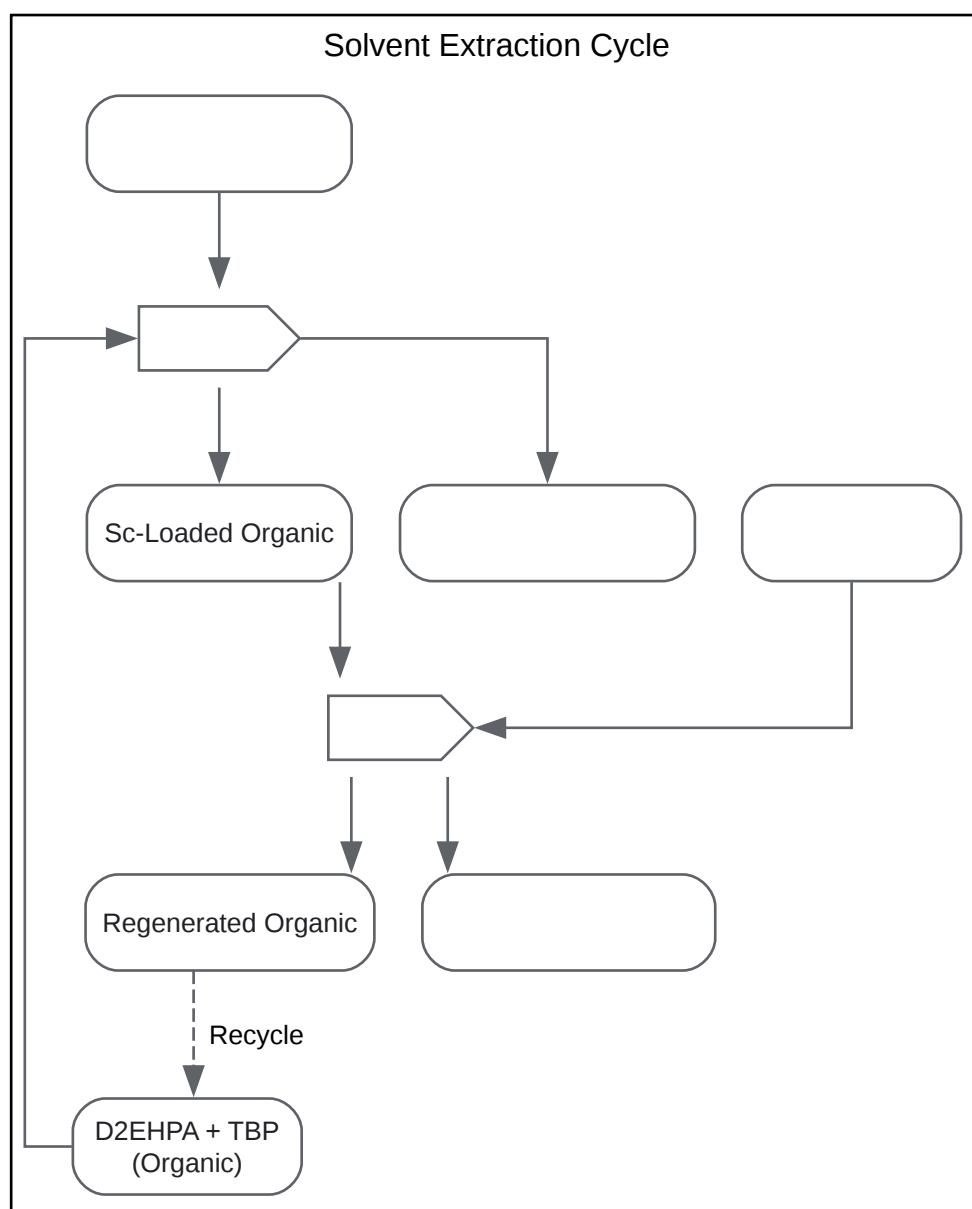 Solvent Extraction Cycle
Sc-Loaded Organic
Regenerated Organic
Recycle
D2EHPA + TBP
(Organic)